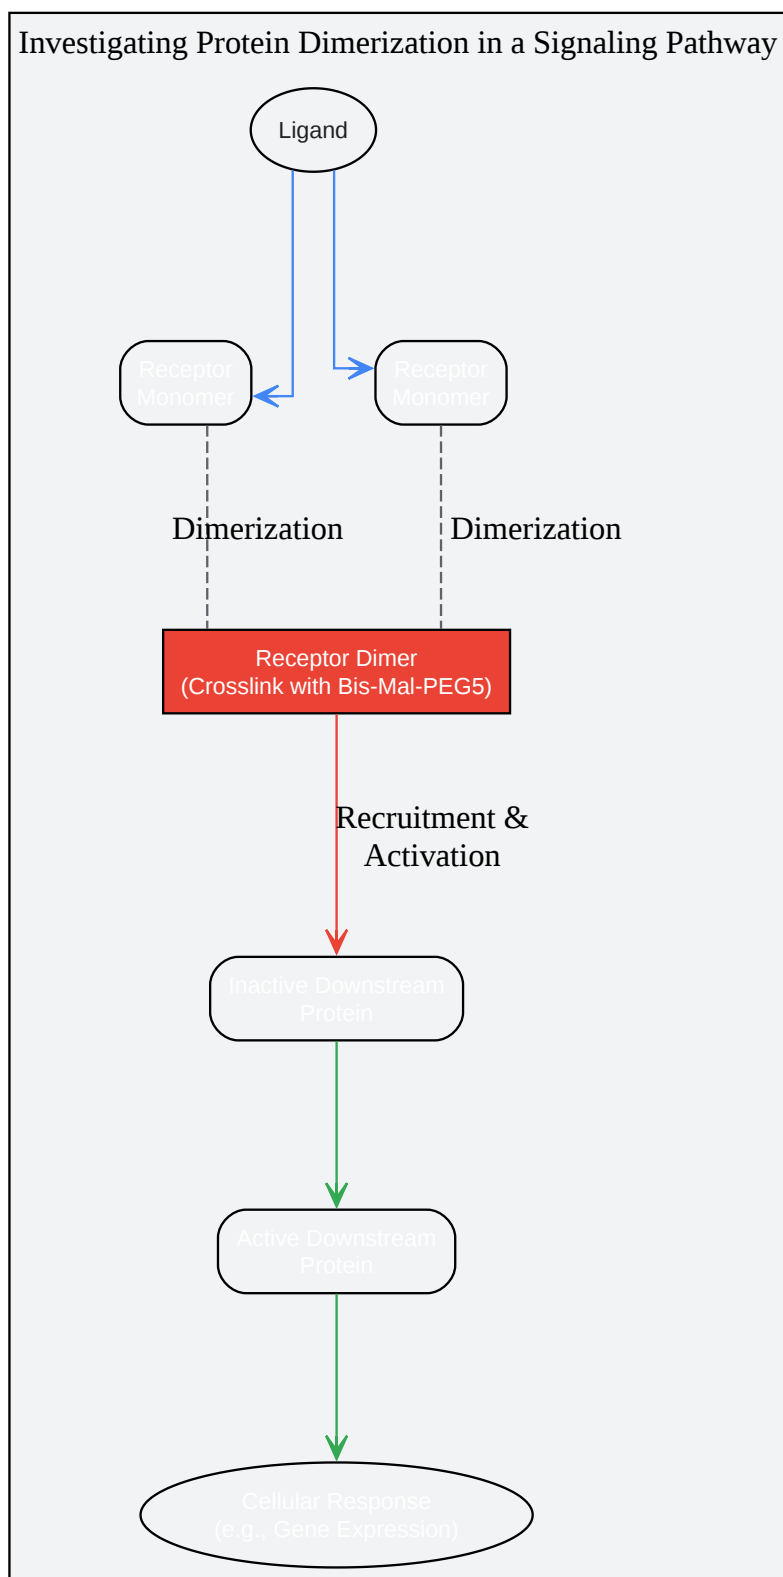 Investigating Protein Dimerization in a Signaling Pathway
Ligand
Receptor
Monomer
Receptor
Monomer
Dimerization
Dimerization
Receptor Dimer
(Crosslink with Bis-Mal-PEG5)
Recruitment &
Activation
Inactive Downstream
Protein
Active Downstream
Protein
Cellular Response
(e.g., Gene Expression)